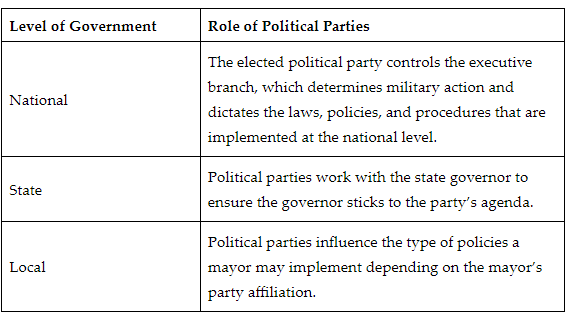 Level of Government
Role of Political Parties
National
The elected political party controls the executive
branch, which determines military action and
dictates the laws, policies, and procedures that are
implemented at the national level.
State
Political parties work with the state governor to
ensure the governor sticks to the party’s agenda.
Local
Political parties influence the type of policies a
mayor may implement depending on the mayor’s
party affiliation.